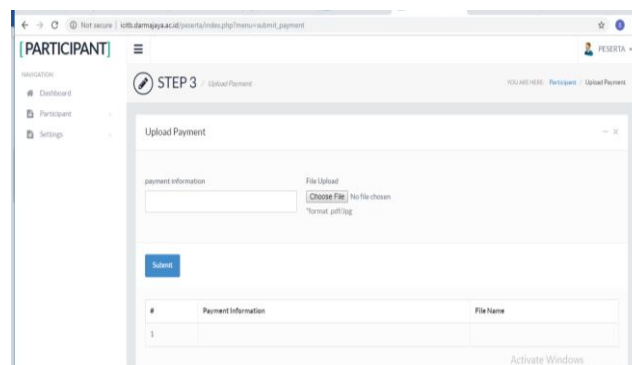 Not secure | icitb.darmajaya.ac.id/peserta/index.php?menu=submit_payment
[PARTICIPANT]
PESERTA
NAVIGATION
Dashboard
Participant
Settings
STEP 3 / Upload Payment
YOU ARE HERE: Participant / Upload Payment
Upload Payment
payment information
File Upload
Choose File No file chosen
*format .pdf/.jpg
Submit
# Payment Information File Name
1
Activate Windows